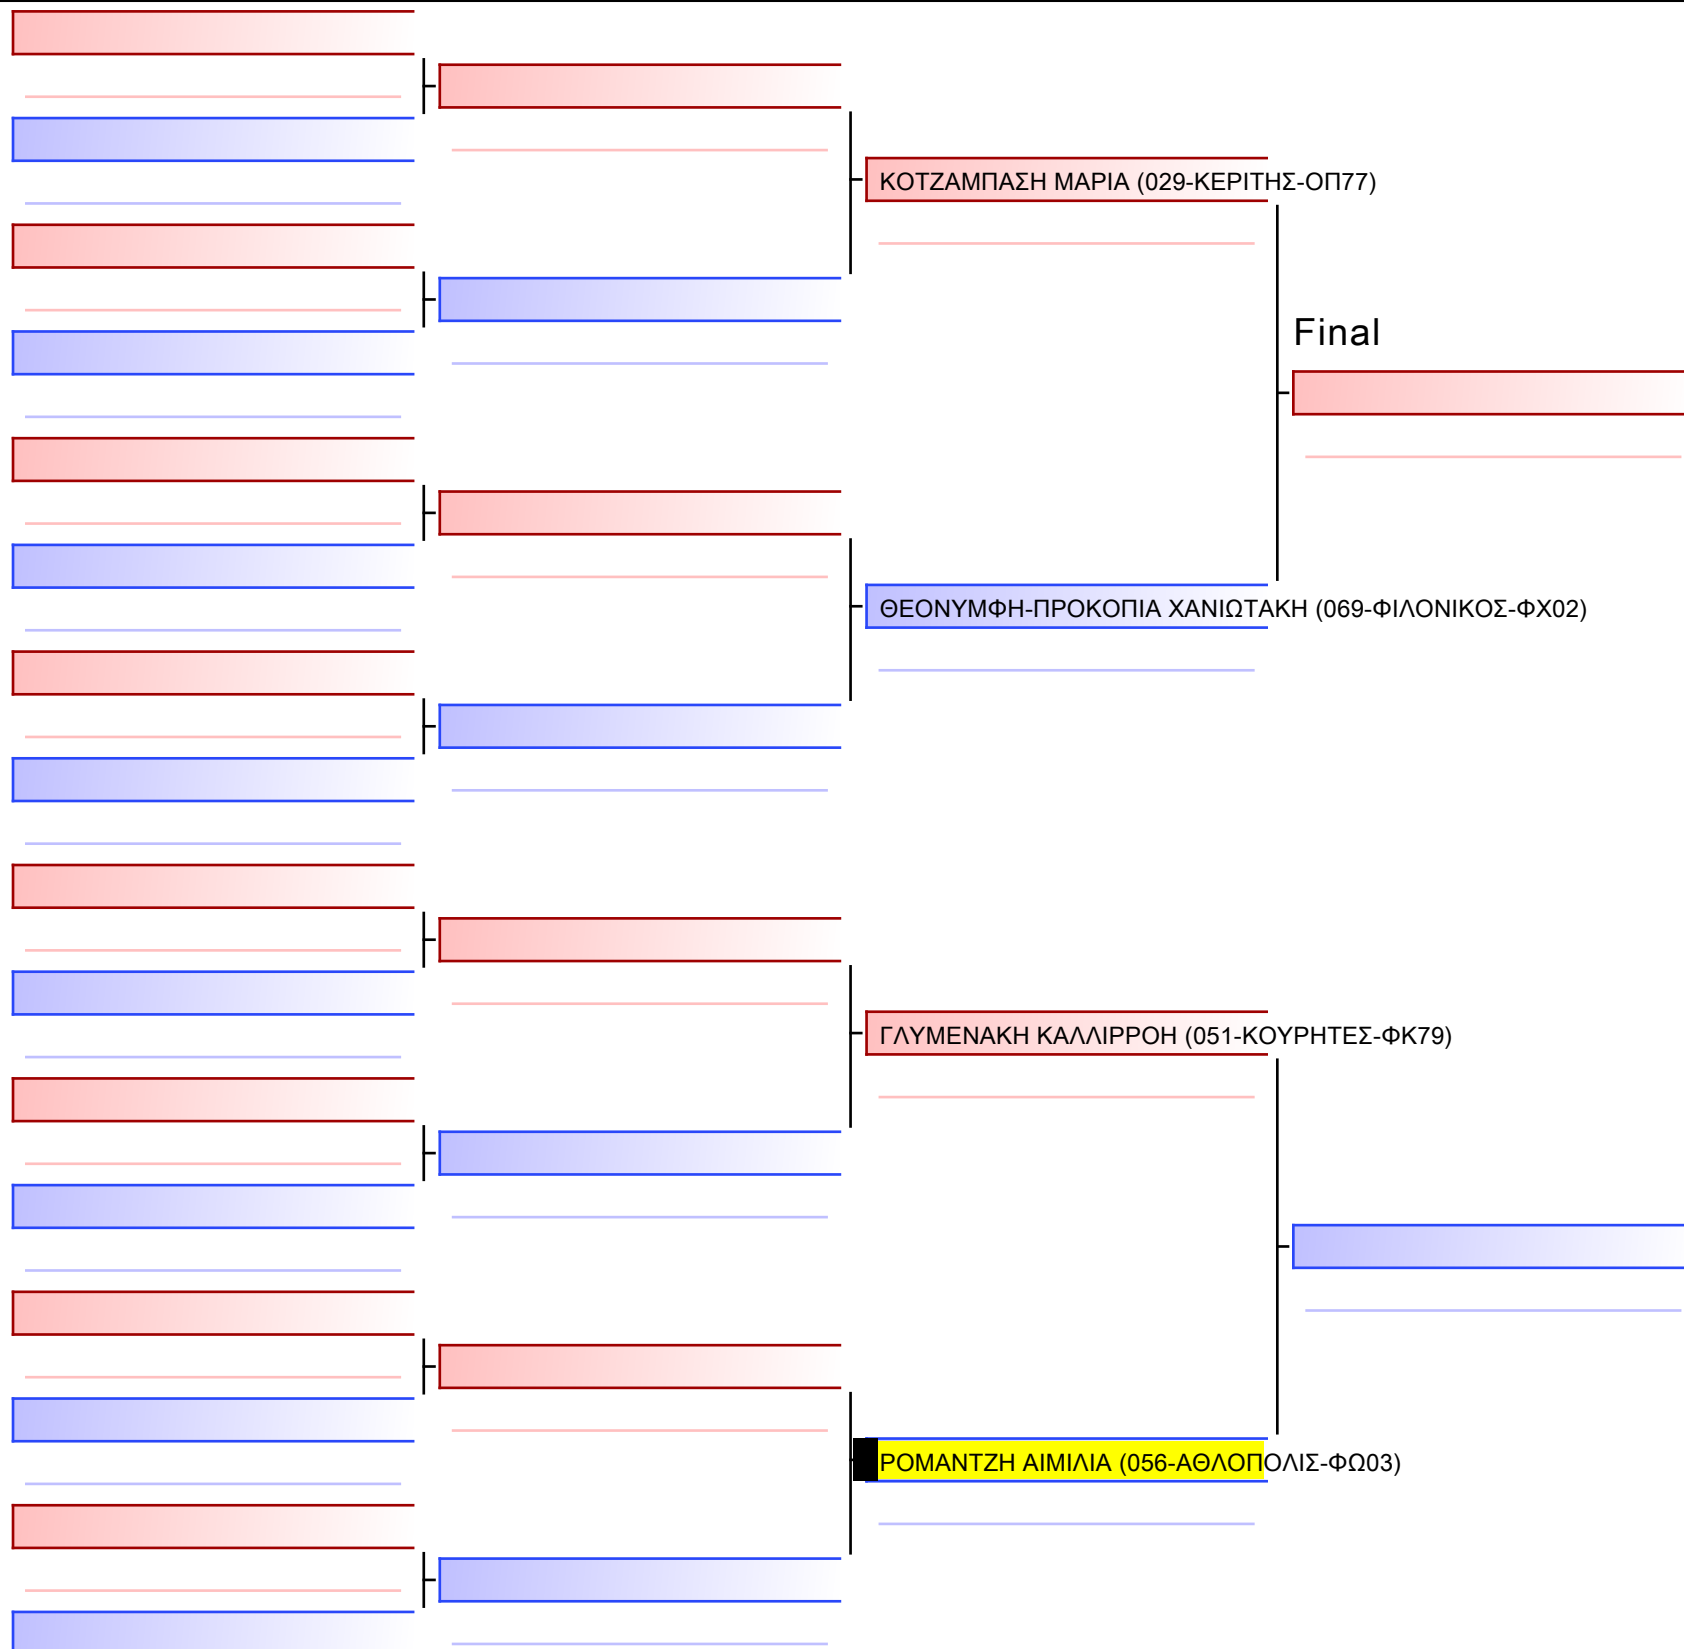 ΚΟΤΖΑΜΠΑΣΗ ΜΑΡΙΑ (029-ΚΕΡΙΤΗΣ-ΟΠ77)
Final
ΘΕΟΝΥΜΦΗ-ΠΡΟΚΟΠΙΑ ΧΑΝΙΩΤΑΚΗ (069-ΦΙΛΟΝΙΚΟΣ-ΦΧ02)
ΓΛΥΜΕΝΑΚΗ ΚΑΛΛΙΡΡΟΗ (051-ΚΟΥΡΗΤΕΣ-ΦΚ79)
ΡΟΜΑΝΤΖΗ ΑΙΜΙΛΙΑ (056-ΑΘΛΟΠΟΛΙΣ-ΦΩ03)